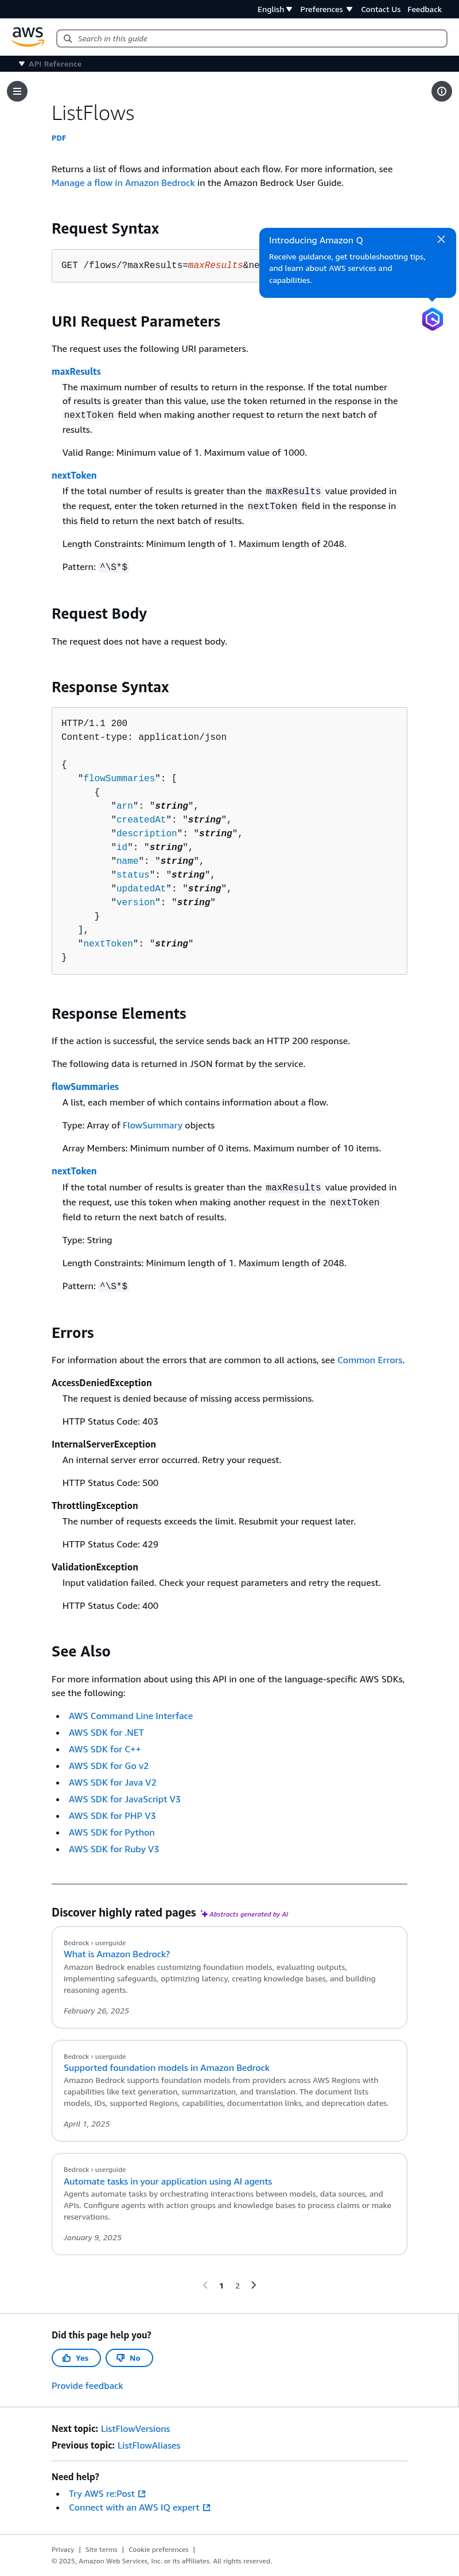 English Preferences Contact Us Feedback
aws
Search in this guide
API Reference
ListFlows
PDF
Returns a list of flows and information about each flow. For more information, see
Manage a flow in Amazon Bedrock in the Amazon Bedrock User Guide.
Request Syntax
GET /flows/?maxResults=maxResults&ne
Introducing Amazon Q
Receive guidance, get troubleshooting tips,
and learn about AWS services and
capabilities.
URI Request Parameters
The request uses the following URI parameters.
maxResults
The maximum number of results to return in the response. If the total number
of results is greater than this value, use the token returned in the response in the
nextToken field when making another request to return the next batch of
results.
Valid Range: Minimum value of 1. Maximum value of 1000.
nextToken
If the total number of results is greater than the maxResults value provided in
the request, enter the token returned in the nextToken field in the response in
this field to return the next batch of results.
Length Constraints: Minimum length of 1. Maximum length of 2048.
Pattern: ^\S*$
Request Body
The request does not have a request body.
Response Syntax
HTTP/1.1 200
Content-type: application/json
{
"flowSummaries": [
{
"arn": "string",
"createdAt": "string",
"description": "string",
"id": "string",
"name": "string",
"status": "string",
"updatedAt": "string",
"version": "string"
}
],
"nextToken": "string"
}
Response Elements
If the action is successful, the service sends back an HTTP 200 response.
The following data is returned in JSON format by the service.
flowSummaries
A list, each member of which contains information about a flow.
Type: Array of FlowSummary objects
Array Members: Minimum number of 0 items. Maximum number of 10 items.
nextToken
If the total number of results is greater than the maxResults value provided in
the request, use this token when making another request in the nextToken
field to return the next batch of results.
Type: String
Length Constraints: Minimum length of 1. Maximum length of 2048.
Pattern: ^\S*$
Errors
For information about the errors that are common to all actions, see Common Errors.
AccessDeniedException
The request is denied because of missing access permissions.
HTTP Status Code: 403
InternalServerException
An internal server error occurred. Retry your request.
HTTP Status Code: 500
ThrottlingException
The number of requests exceeds the limit. Resubmit your request later.
HTTP Status Code: 429
ValidationException
Input validation failed. Check your request parameters and retry the request.
HTTP Status Code: 400
See Also
For more information about using this API in one of the language-specific AWS SDKs,
see the following:
• AWS Command Line Interface
• AWS SDK for .NET
• AWS SDK for C++
• AWS SDK for Go v2
• AWS SDK for Java V2
• AWS SDK for JavaScript V3
• AWS SDK for PHP V3
• AWS SDK for Python
• AWS SDK for Ruby V3
Discover highly rated pages Abstracts generated by AI
Bedrock › userguide
What is Amazon Bedrock?
Amazon Bedrock enables customizing foundation models, evaluating outputs,
implementing safeguards, optimizing latency, creating knowledge bases, and building
reasoning agents.
February 26, 2025
Bedrock › userguide
Supported foundation models in Amazon Bedrock
Amazon Bedrock supports foundation models from providers across AWS Regions with
capabilities like text generation, summarization, and translation. The document lists
models, IDs, supported Regions, capabilities, documentation links, and deprecation dates.
April 1, 2025
Bedrock › userguide
Automate tasks in your application using AI agents
Agents automate tasks by orchestrating interactions between models, data sources, and
APIs. Configure agents with action groups and knowledge bases to process claims or make
reservations.
January 9, 2025
1 2
Did this page help you?
Yes No
Provide feedback
Next topic: ListFlowVersions
Previous topic: ListFlowAliases
Need help?
• Try AWS re:Post
• Connect with an AWS IQ expert
Privacy | Site terms | Cookie preferences |
© 2025, Amazon Web Services, Inc. or its affiliates. All rights reserved.